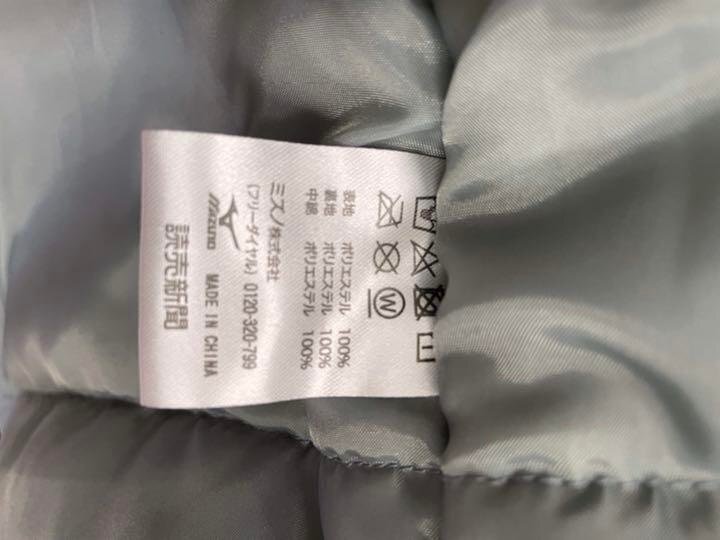 Ⓦ
表地 ポリエステル 100%
裏地 ポリエステル 100%
中綿 ポリエステル 100%
ミズノ株式会社
(フリーダイヤル) 0120-320-799
MIZUNO MADE IN CHINA
読売新聞